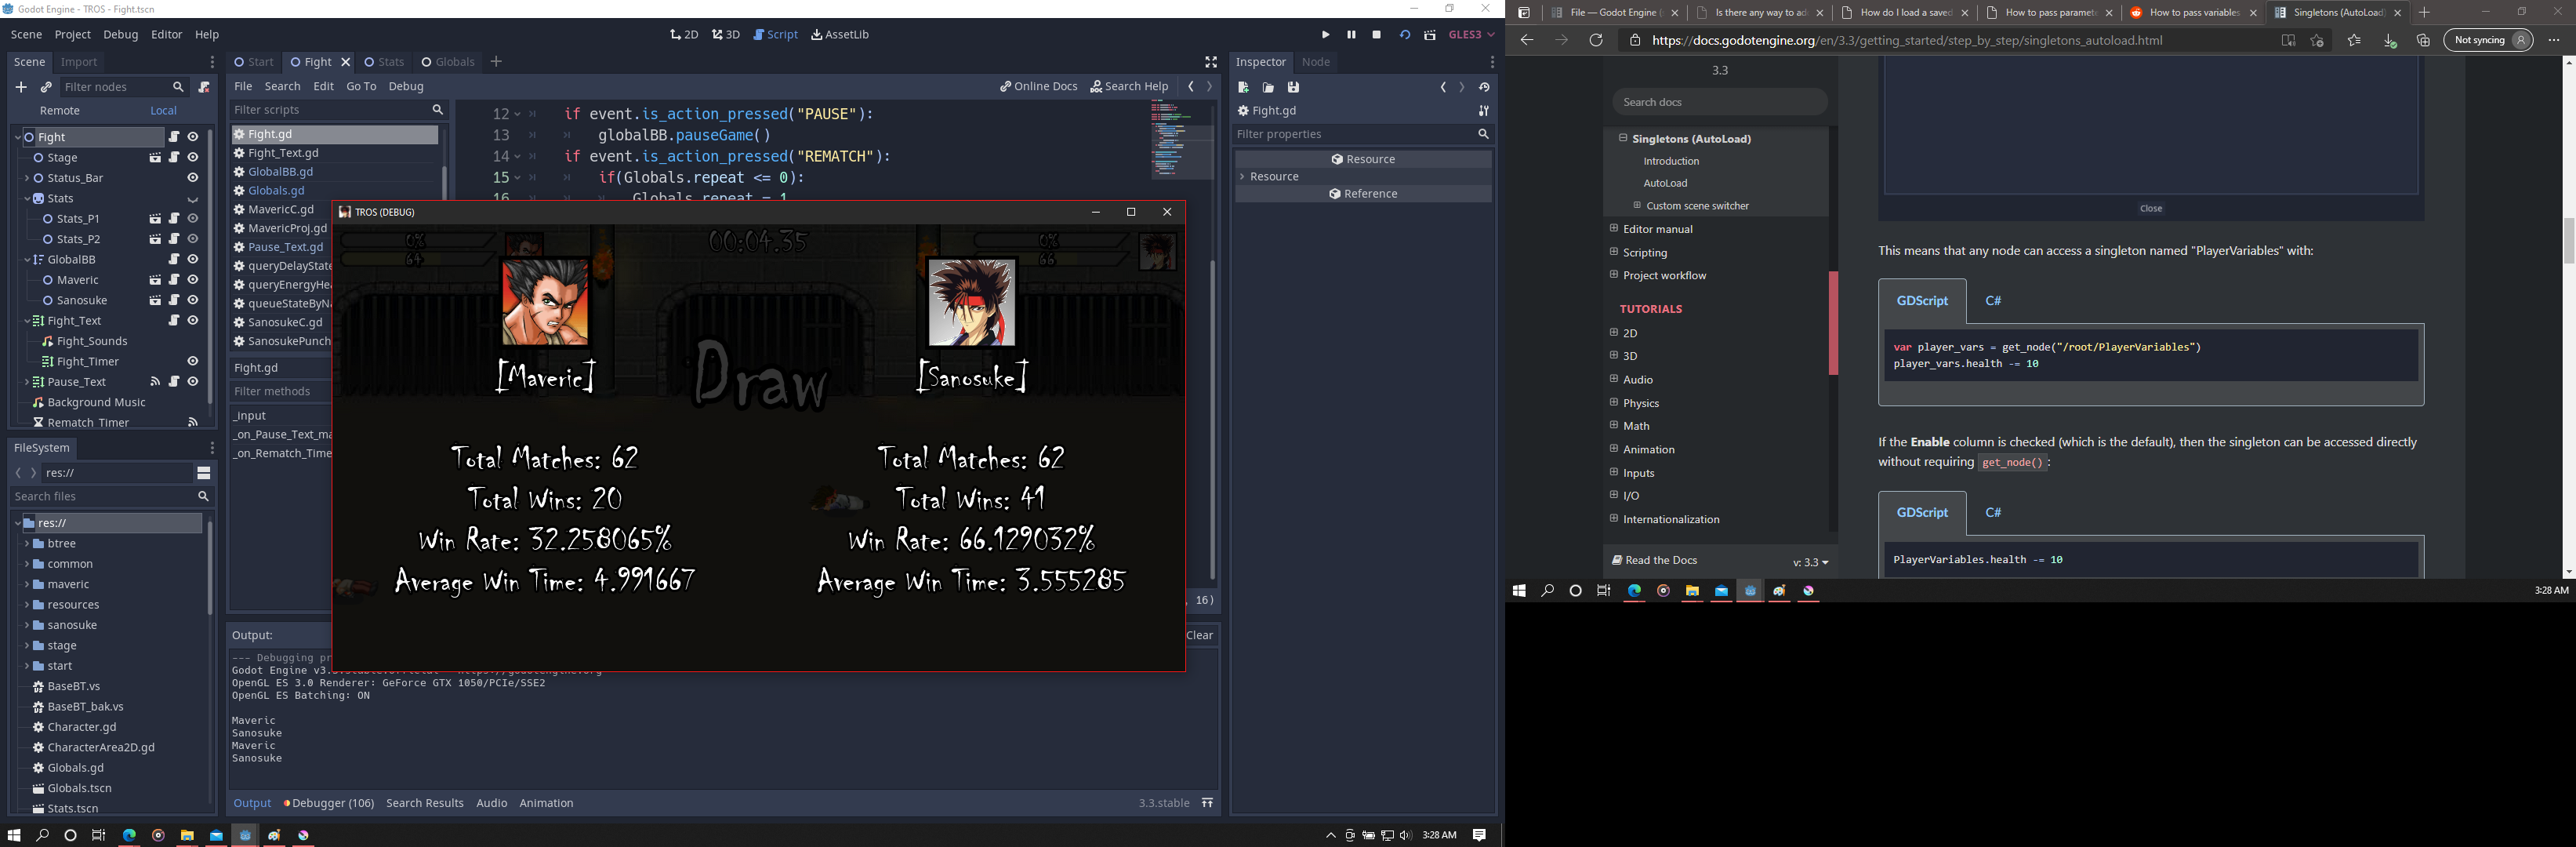 Godot Engine - TROS - Fight.tscn
Scene Project Debug Editor Help
2D 3D Script AssetLib
GLES3
Scene Import
Filter nodes
Remote Local
Fight
Stage
Status_Bar
Stats
Stats_P1
Stats_P2
GlobalBB
Maveric
Sanosuke
Fight_Text
Fight_Sounds
Fight_Timer
Pause_Text
Background Music
Rematch Timer
FileSystem
res://
Search files
res://
btree
common
maveric
resources
sanosuke
stage
start
BaseBT.vs
BaseBT_bak.vs
Character.gd
CharacterArea2D.gd
Globals.gd
Globals.tscn
Stats.tscn
Start Fight Stats Globals
File Search Edit Go To Debug
Online Docs Search Help
Filter scripts
Fight.gd
Fight_Text.gd
GlobalBB.gd
Globals.gd
MavericC.gd
MavericProj.gd
Pause_Text.gd
queryDelayState
queryEnergyHea
queueStateByNa
SanosukeC.gd
SanosukePunch
Fight.gd
Filter methods
_input
_on_Pause_Text_ma
_on_Rematch_Time
12 if event.is_action_pressed("PAUSE"):
13 globalBB.pauseGame()
14 if event.is_action_pressed("REMATCH"):
15 if(Globals.repeat <= 0):
16 Globals.repeat = 1
, 16)
TROS (DEBUG)
0% 00:04.35 0%
64 66
Draw
[Maveric] [Sanosuke]
Total Matches: 62
Total Wins: 20
Win Rate: 32.258065%
Average Win Time: 4.991667
Total Matches: 62
Total Wins: 41
Win Rate: 66.129032%
Average Win Time: 3.555285
Output:
Clear
--- Debugging pr
Godot Engine v3.
OpenGL ES 3.0 Renderer: GeForce GTX 1050/PCIe/SSE2
OpenGL ES Batching: ON
Maveric
Sanosuke
Maveric
Sanosuke
Output Debugger (106) Search Results Audio Animation
3.3.stable
Inspector Node
Fight.gd
Filter properties
Resource
Resource
Reference
3:28 AM
File — Godot Engine (
Is there any way to ad
How do I load a saved
How to pass paramete
How to pass variables
Singletons (AutoLoad)
https://docs.godotengine.org/en/3.3/getting_started/step_by_step/singletons_autoload.html
Not syncing
3.3
Search docs
Singletons (AutoLoad)
Introduction
AutoLoad
Custom scene switcher
Editor manual
Scripting
Project workflow
TUTORIALS
2D
3D
Audio
Physics
Math
Animation
Inputs
I/O
Internationalization
Read the Docs
v: 3.3
Close
This means that any node can access a singleton named "PlayerVariables" with:
GDScript C#
var player_vars = get_node("/root/PlayerVariables")
player_vars.health -= 10
If the Enable column is checked (which is the default), then the singleton can be accessed directly
without requiring get_node():
GDScript C#
PlayerVariables.health -= 10
3:28 AM